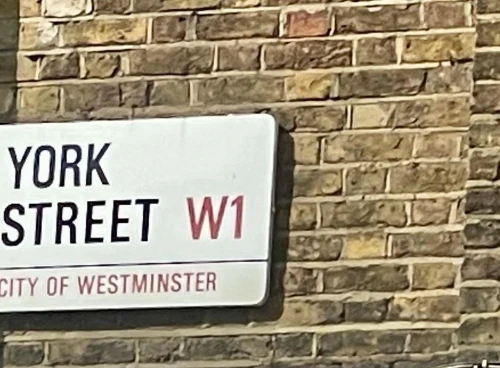 YORK
STREET W1
CITY OF WESTMINSTER